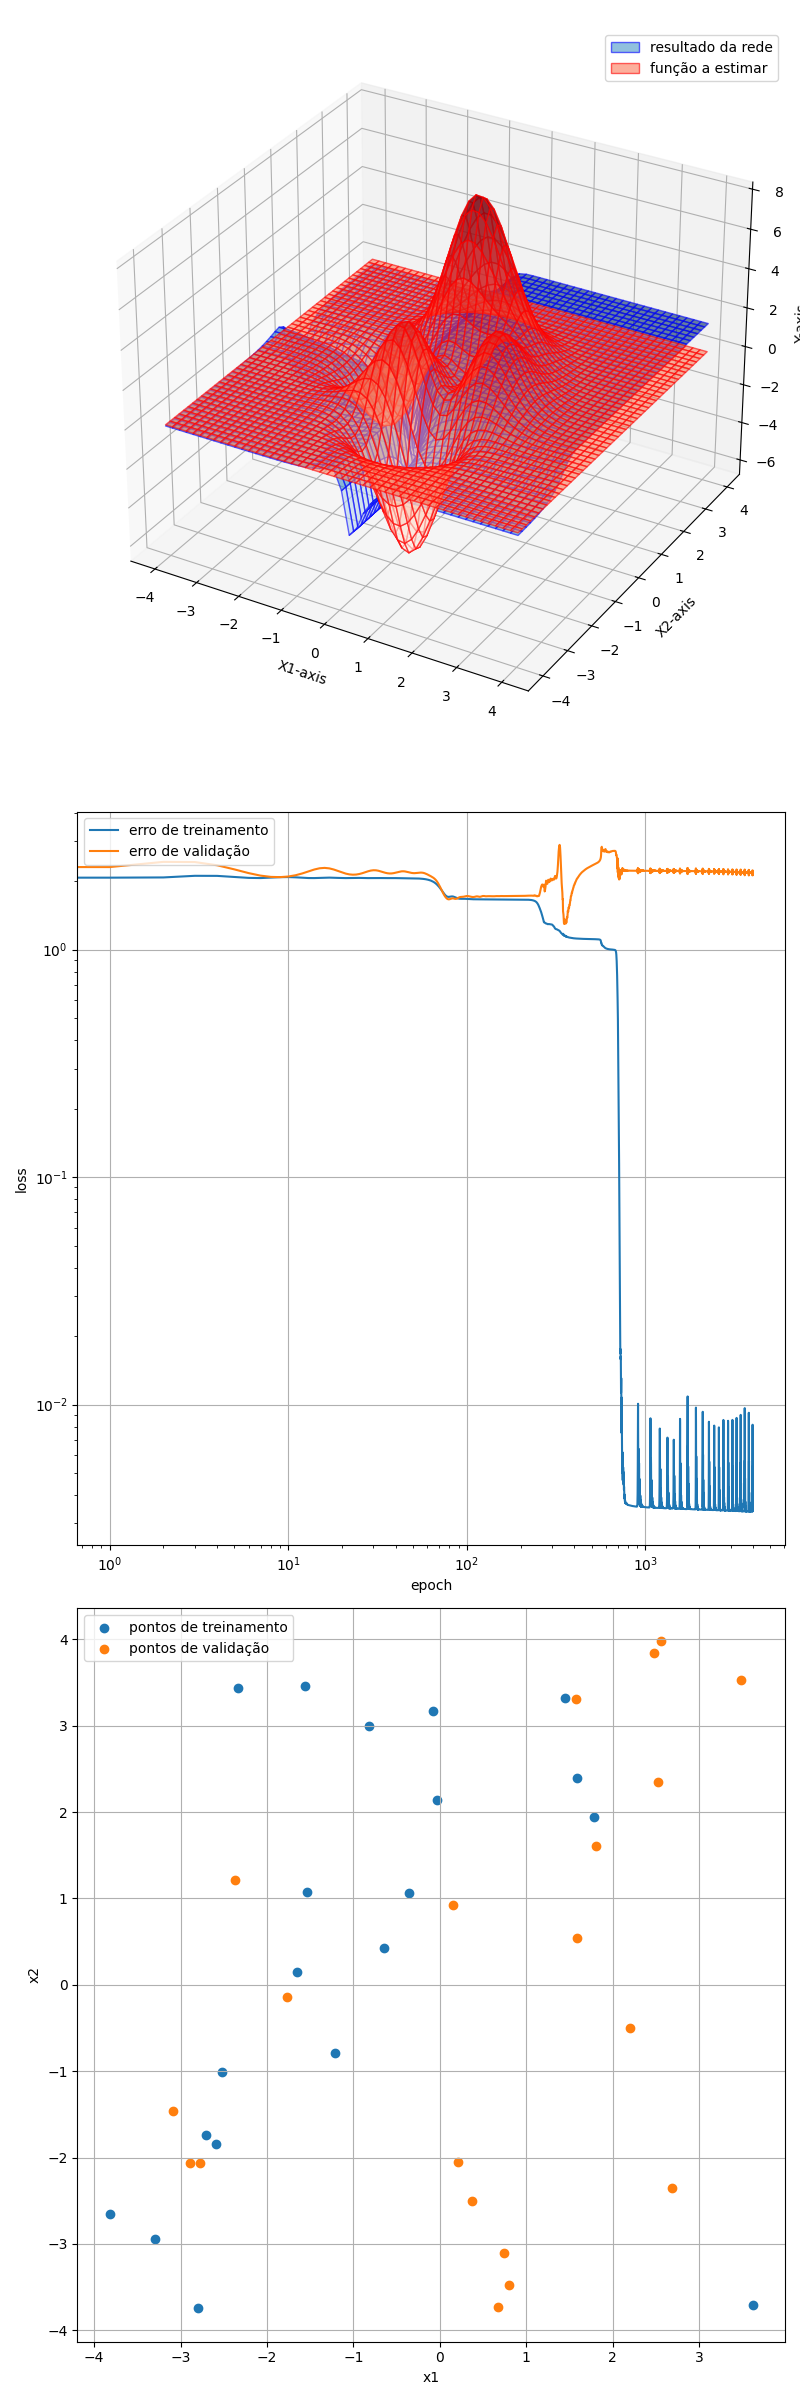 resultado da rede
função a estimar
8
6
4
2
0
−2
−4
−6
−4
−3
−2
−1
0
1
2
3
4
X1-axis
−4
−3
−2
−1
0
1
2
3
4
X2-axis
erro de treinamento
erro de validação
10^0
10^−1
10^−2
loss
10^0 10^1 10^2 10^3
epoch
pontos de treinamento
pontos de validação
4
3
2
1
0
−1
−2
−3
−4
x2
−4 −3 −2 −1 0 1 2 3
x1